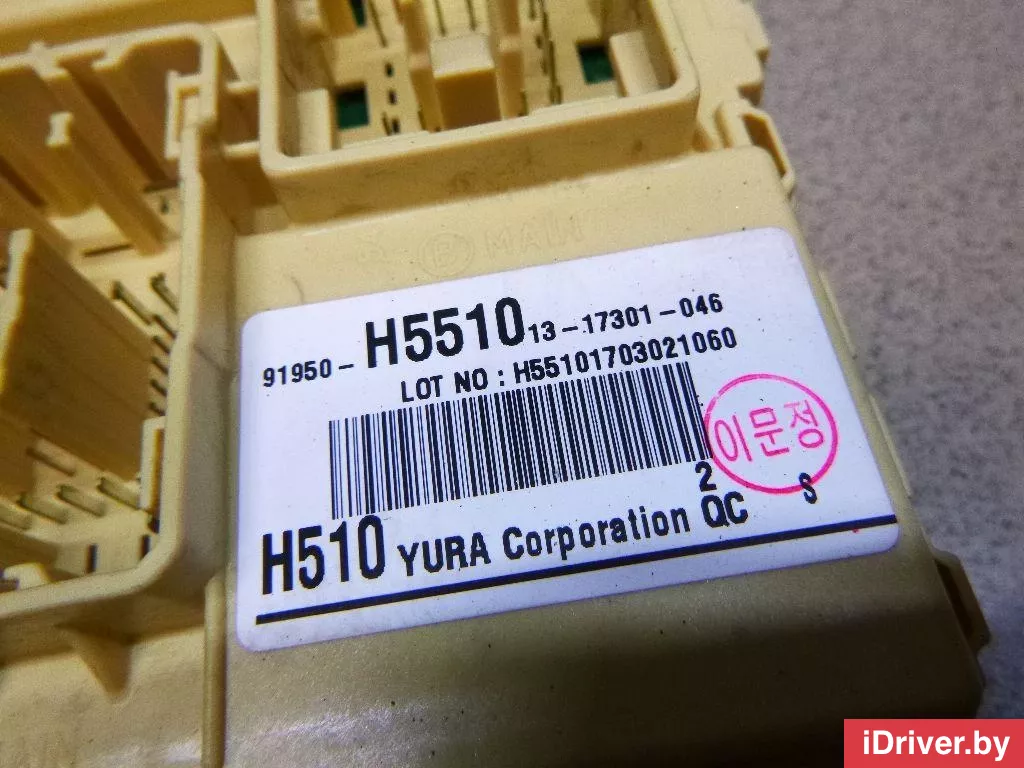 B MAIN
91950- H5510 13-17301-046
LOT NO : H55101703021060
이문정
2
H510 YURA Corporation QC S
iDriver.by